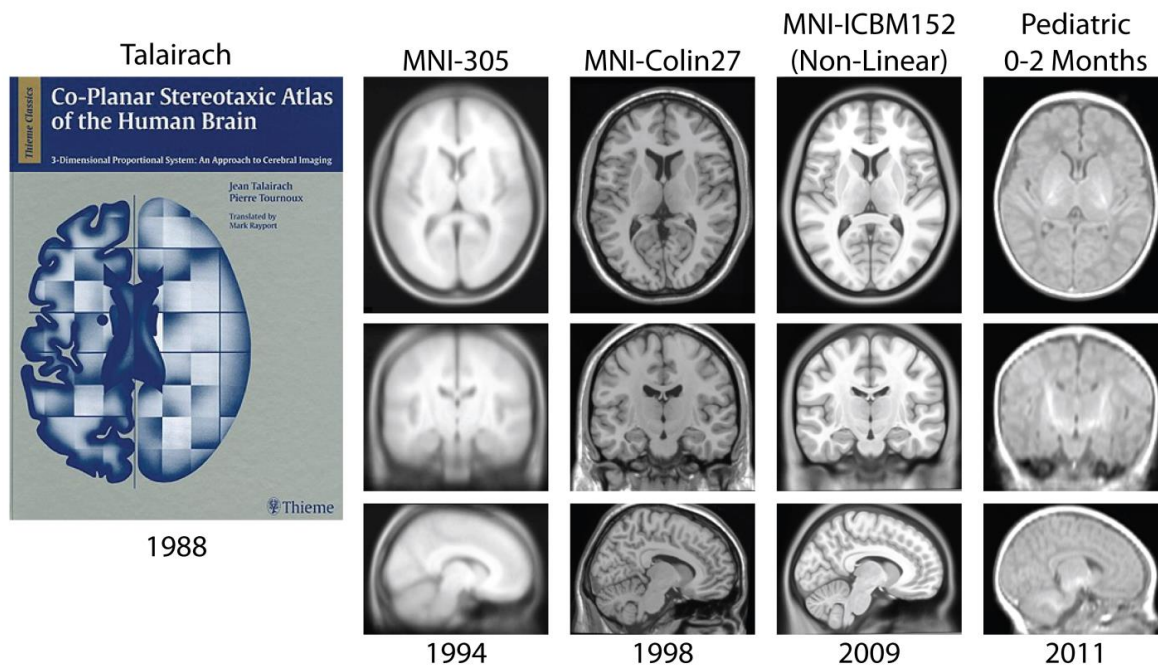 Talairach
Thieme Classics
Co-Planar Stereotaxic Atlas
of the Human Brain
3-Dimensional Proportional System: An Approach to Cerebral Imaging
Jean Talairach
Pierre Tournoux
Translated by
Mark Rayport
Thieme
1988
MNI-305
1994
MNI-Colin27
1998
MNI-ICBM152
(Non-Linear)
2009
Pediatric
0-2 Months
2011